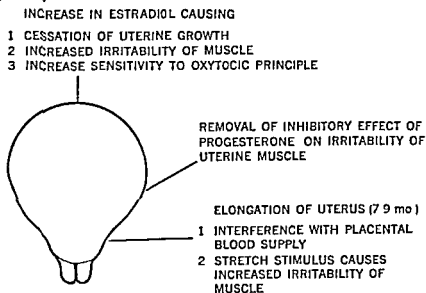 INCREASE IN ESTRADIOL CAUSING
1 CESSATION OF UTERINE GROWTH
2 INCREASED IRRITABILITY OF MUSCLE
3 INCREASE SENSITIVITY TO OXYTOCIC PRINCIPLE
REMOVAL OF INHIBITORY EFFECT OF
PROGESTERONE ON IRRITABILITY OF
UTERINE MUSCLE
ELONGATION OF UTERUS (7 9 mo)
1 INTERFERENCE WITH PLACENTAL
BLOOD SUPPLY
2 STRETCH STIMULUS CAUSES
INCREASED IRRITABILITY OF
MUSCLE